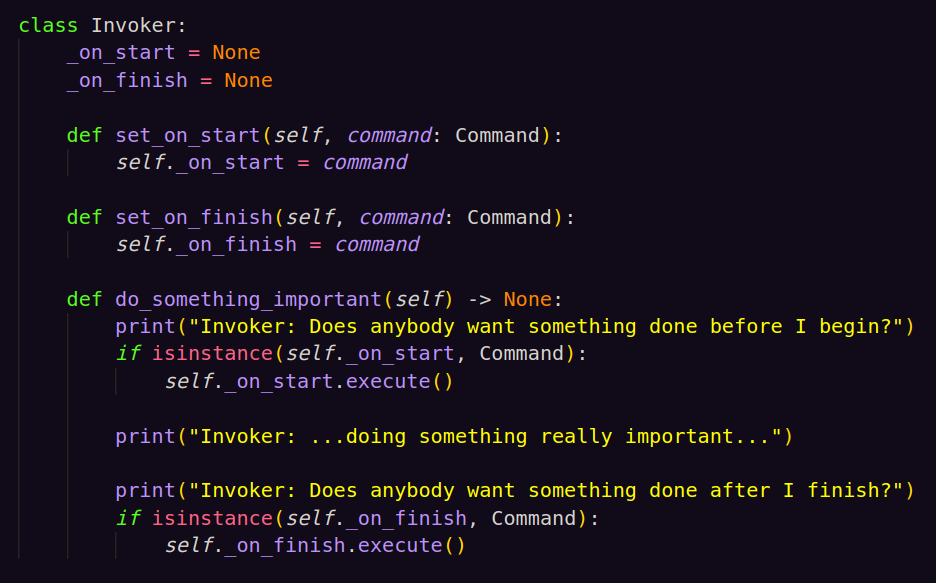 class Invoker:
    _on_start = None
    _on_finish = None

    def set_on_start(self, command: Command):
        self._on_start = command

    def set_on_finish(self, command: Command):
        self._on_finish = command

    def do_something_important(self) -> None:
        print("Invoker: Does anybody want something done before I begin?")
        if isinstance(self._on_start, Command):
            self._on_start.execute()

        print("Invoker: ...doing something really important...")

        print("Invoker: Does anybody want something done after I finish?")
        if isinstance(self._on_finish, Command):
            self._on_finish.execute()